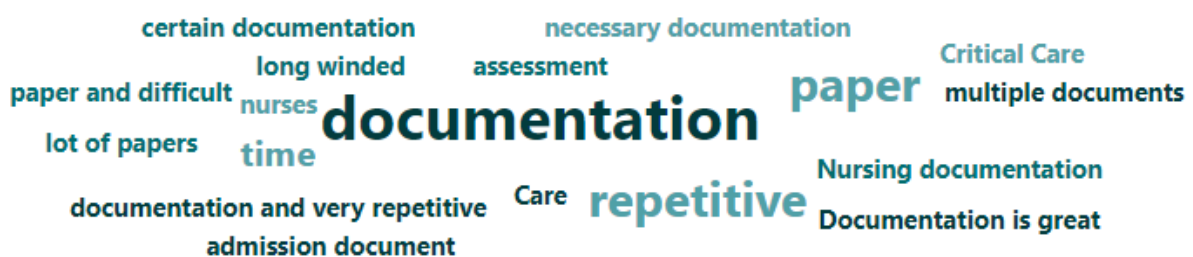 certain documentation
necessary documentation
Critical Care
long winded
assessment
paper and difficult
nurses
documentation
paper
multiple documents
lot of papers
time
Nursing documentation
documentation and very repetitive
Care
repetitive
Documentation is great
admission document